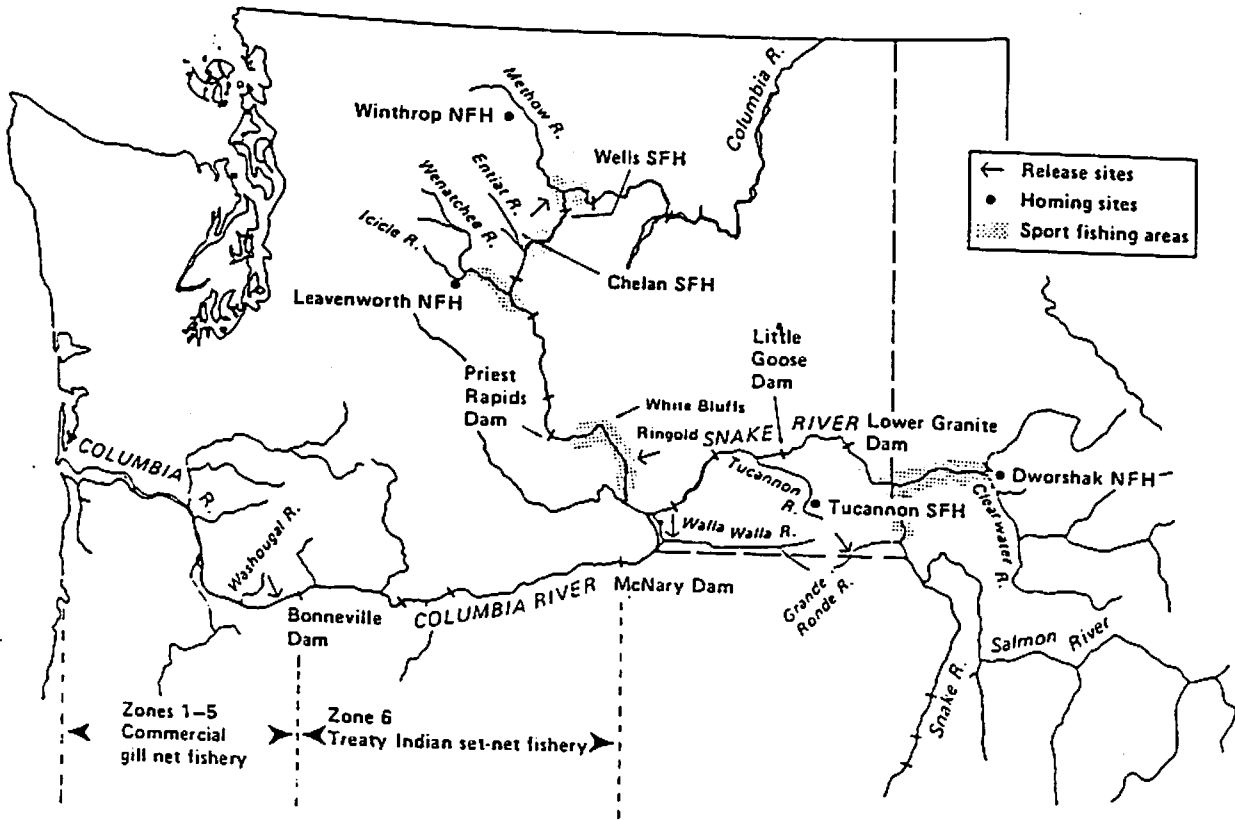 Methow R.
Columbia R.
Winthrop NFH
Wells SFH
← Release sites
● Homing sites
Sport fishing areas
Entiat R.
Wenatchee R.
Icicle R.
Chelan SFH
Leavenworth NFH
Little
Goose
Dam
Priest
Rapids
Dam
White Bluffs
Ringold
SNAKE RIVER
Lower Granite
Dam
COLUMBIA
R.
Tucannon
R.
Dworshak NFH
Tucannon SFH
Clearwater R.
Walla Walla R.
Washougal R.
Bonneville
Dam
COLUMBIA RIVER
McNary Dam
Grande
Ronde R.
Salmon River
Snake R.
Zones 1–5
Commercial
gill net fishery
Zone 6
Treaty Indian set-net fishery